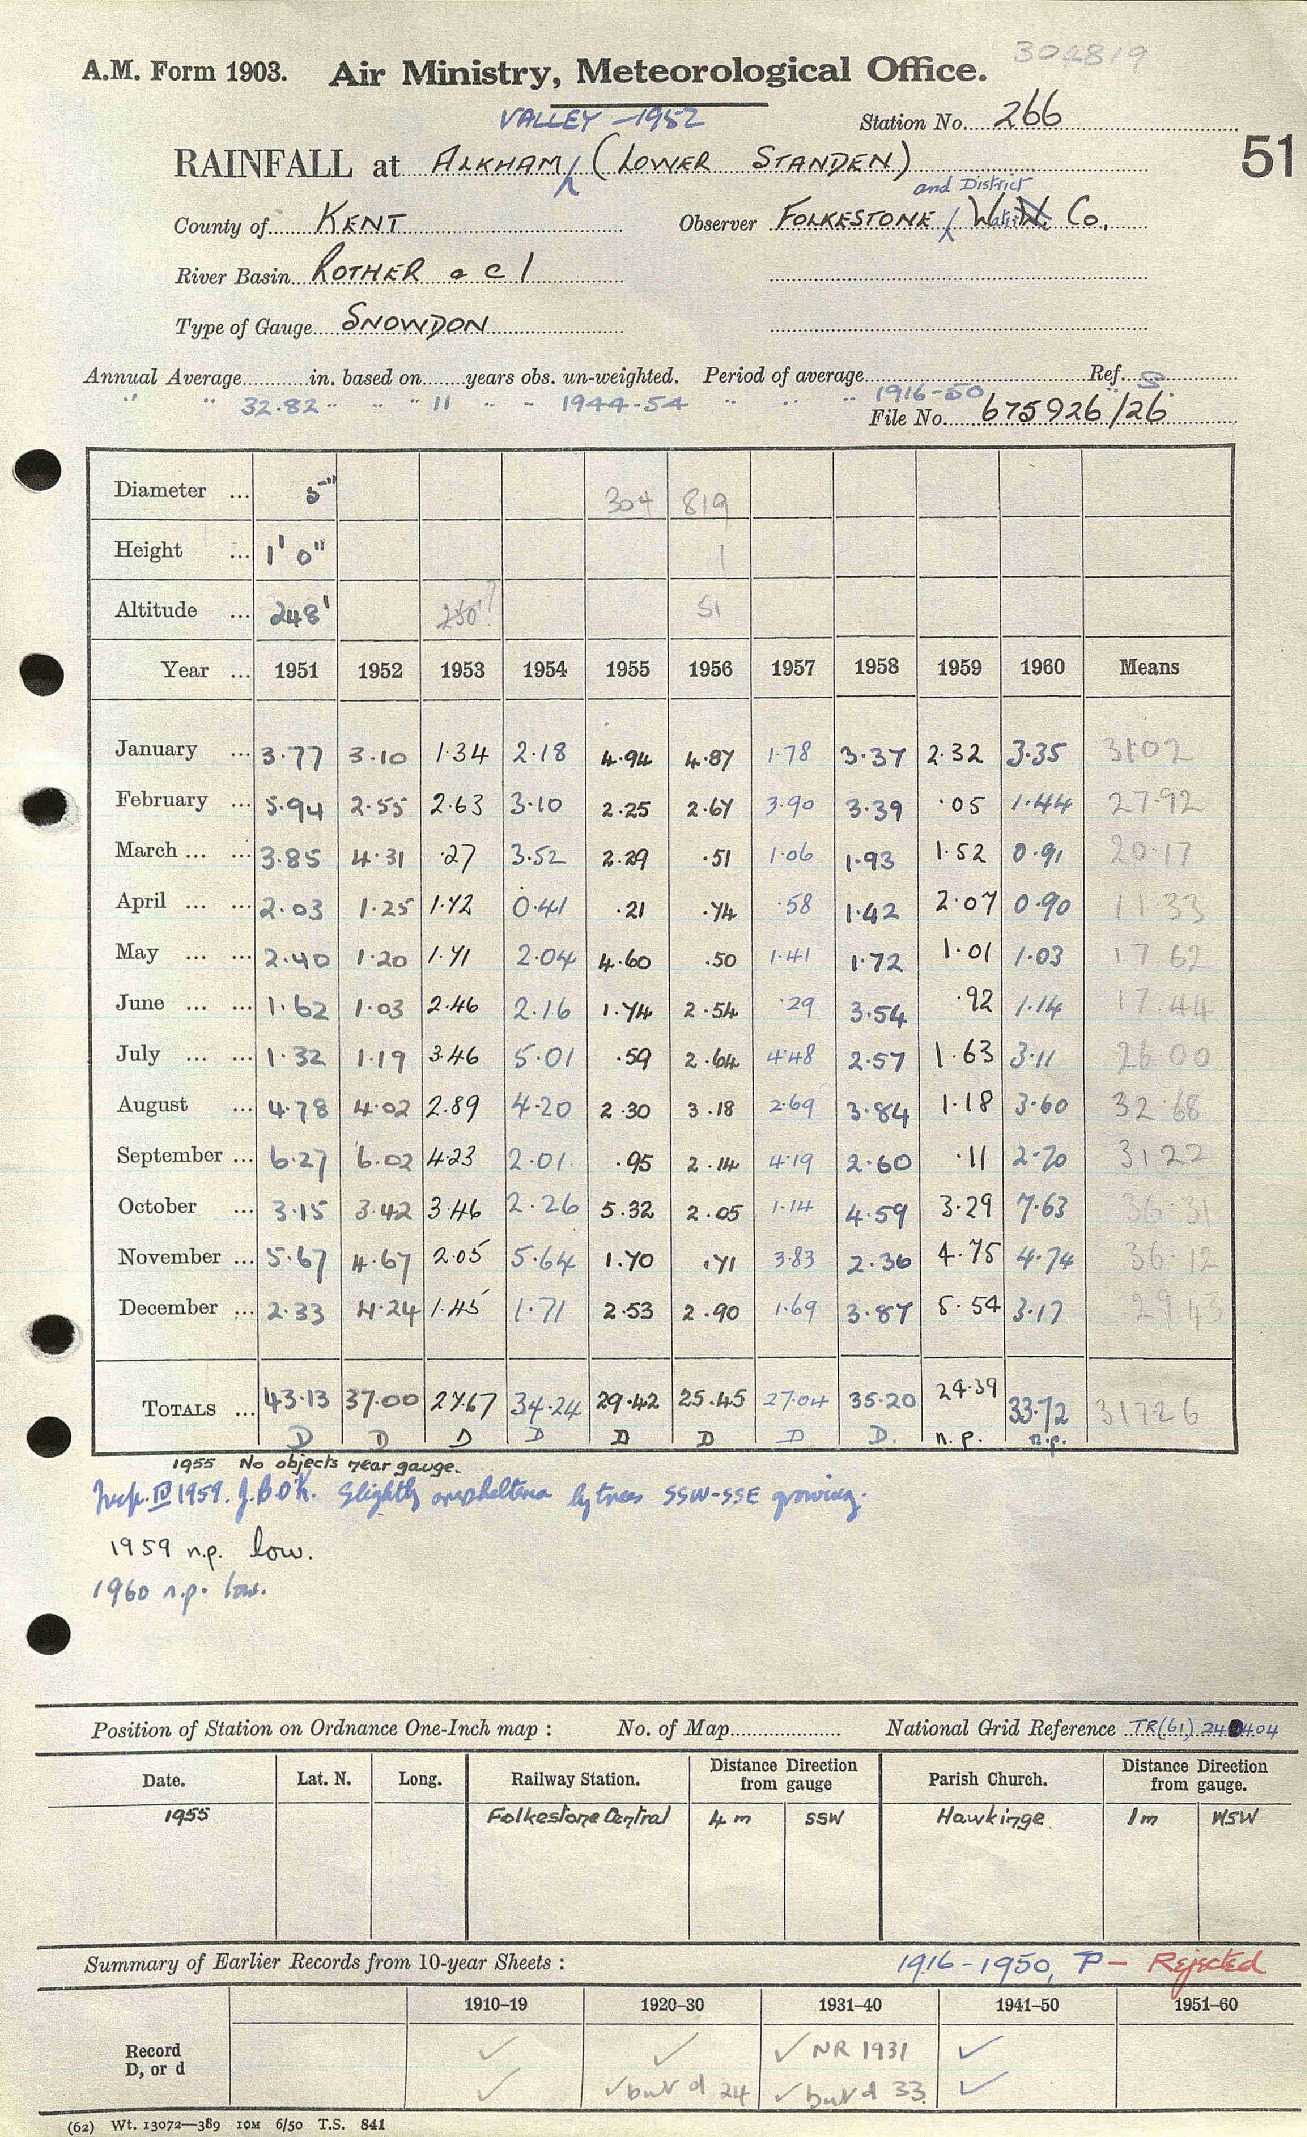 302819
A.M. Form 1903. Air Ministry, Meteorological Office.
VALLEY -1952
Station No. 266
51
RAINFALL at ALKHAM (LOWER STANDEN)
and District
County of KENT Observer FOLKESTONE W.W. Co.
River Basin ROTHER a c 1
Type of Gauge SNOWDON
Annual Average in. based on years obs. un-weighted. Period of average Ref. S
" " 32.82 " " " 11 " " 1944-54 " " " 1916-50
File No. 675926/26
Diameter ... 5" 304 819
Height ... 1' 0" 1
Altitude ... 248' 250'? 51
Year ... 1951 1952 1953 1954 1955 1956 1957 1958 1959 1960 Means
January ... 3.77 3.10 1.34 2.18 4.94 4.87 1.78 3.37 2.32 3.35 31.02
February ... 5.94 2.55 2.63 3.10 2.25 2.67 3.90 3.39 .05 1.44 27.92
March ... ... 3.85 4.31 .27 3.52 2.29 .51 1.06 1.93 1.52 0.91 20.17
April ... ... 2.03 1.25 1.72 0.41 .21 .74 .58 1.42 2.07 0.90 11.33
May ... ... 2.40 1.20 1.71 2.04 4.60 .50 1.41 1.72 1.01 1.03 17.62
June ... ... 1.62 1.03 2.46 2.16 1.74 2.54 .29 3.54 .92 1.14 17.44
July ... ... 1.32 1.19 3.46 5.01 .59 2.64 4.48 2.57 1.63 3.11 26.00
August ... 4.78 4.02 2.89 4.20 2.30 3.18 2.69 3.84 1.18 3.60 32.68
September ... 6.27 6.02 4.23 2.01 .95 2.14 4.19 2.60 .11 2.70 31.22
October ... 3.15 3.42 3.46 2.26 5.32 2.05 1.14 4.59 3.29 7.63 36.31
November ... 5.67 4.67 2.05 5.64 1.70 .71 3.83 2.36 4.75 4.74 36.12
December ... 2.33 4.24 1.45 1.71 2.53 2.90 1.69 3.87 5.54 3.17 29.43
TOTALS ... 43.13 37.00 27.67 34.24 29.42 25.45 27.04 35.20 24.39 33.72 317.26
D D D D D D D D. n.p. n.p.
1955 No objects near gauge.
Insp. IV 1959. J.B.O'K. Slightly by trees SSW-SSE growing.
1959 n.p. low.
1960 n.p. low.
Position of Station on Ordnance One-Inch map : No. of Map National Grid Reference TR(61) 240404
Date. Lat. N. Long. Railway Station. Distance from gauge Direction Parish Church. Distance from gauge. Direction
1955 Folkestone Central 4 m SSW Hawkinge 1m WSW
Summary of Earlier Records from 10-year Sheets : 1916-1950, P - Rejected
1910–19 1920–30 1931–40 1941–50 1951–60
Record ✓ ✓ ✓ NR 1931 ✓
D, or d ✓ ✓ but d 24 ✓ but d 33 ✓
(62) Wt. 13072—389 10M 6/50 T.S. 841